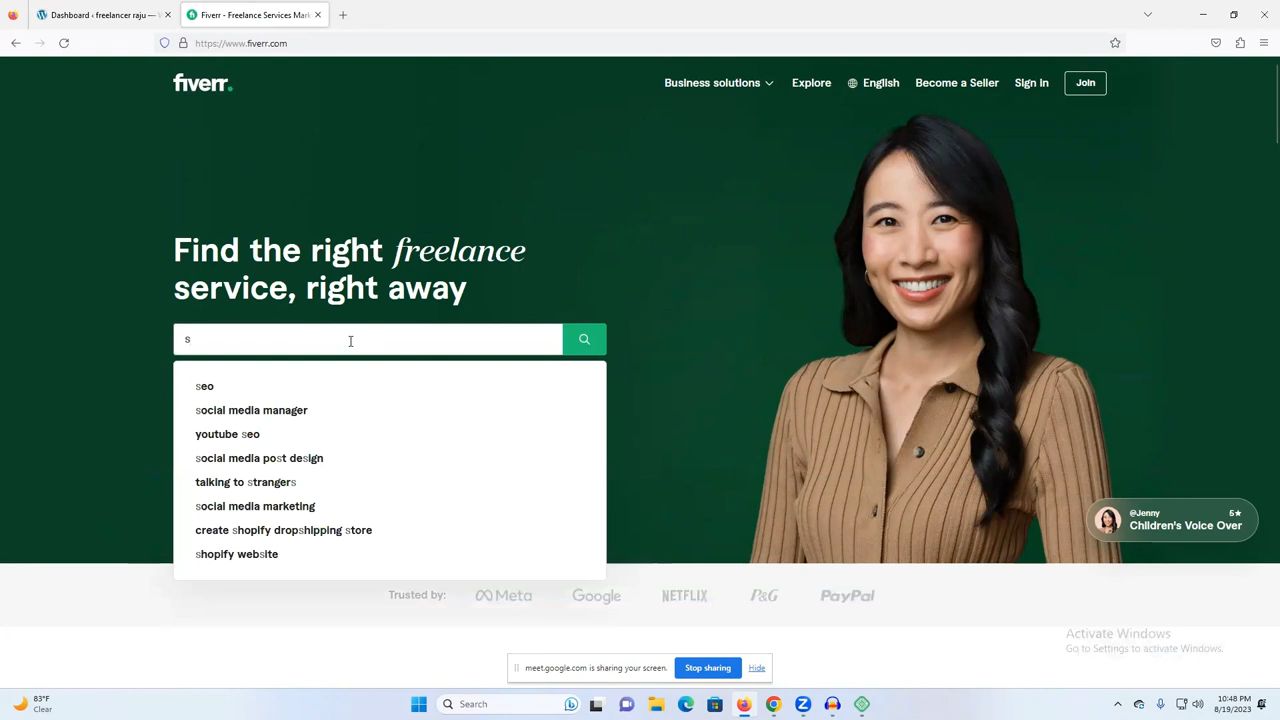 Dashboard ‹ freelancer raju — W
Fiverr - Freelance Services Mar
https://www.fiverr.com
fiverr.
Business solutions
Explore
English
Become a Seller
Sign In
Join
Find the right freelance
service, right away
s
seo
social media manager
youtube seo
social media post design
talking to strangers
social media marketing
create shopify dropshipping store
shopify website
@Jenny 5★
Children's Voice Over
Trusted by:
Meta
Google
NETFLIX
P&G
PayPal
Activate Windows
Go to Settings to activate Windows.
meet.google.com is sharing your screen.
Stop sharing
Hide
83°F
Clear
Search
10:48 PM
8/19/2023